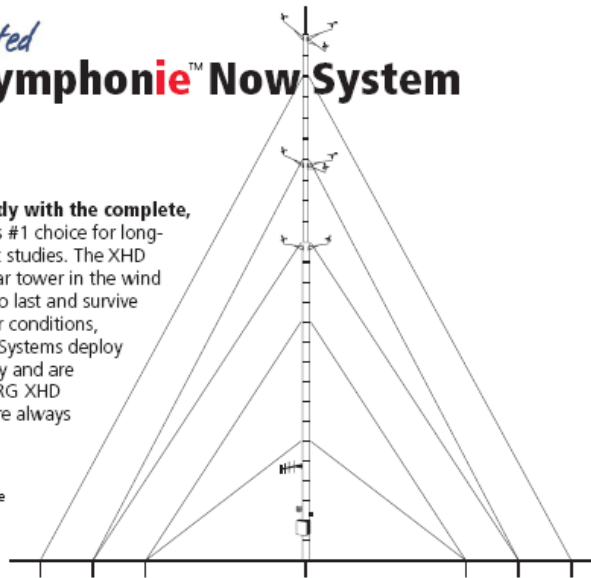 ted
ymphonie™ Now System
dy with the complete,
s #1 choice for long-
t studies. The XHD
ar tower in the wind
o last and survive
r conditions,
Systems deploy
y and are
RG XHD
re always
e